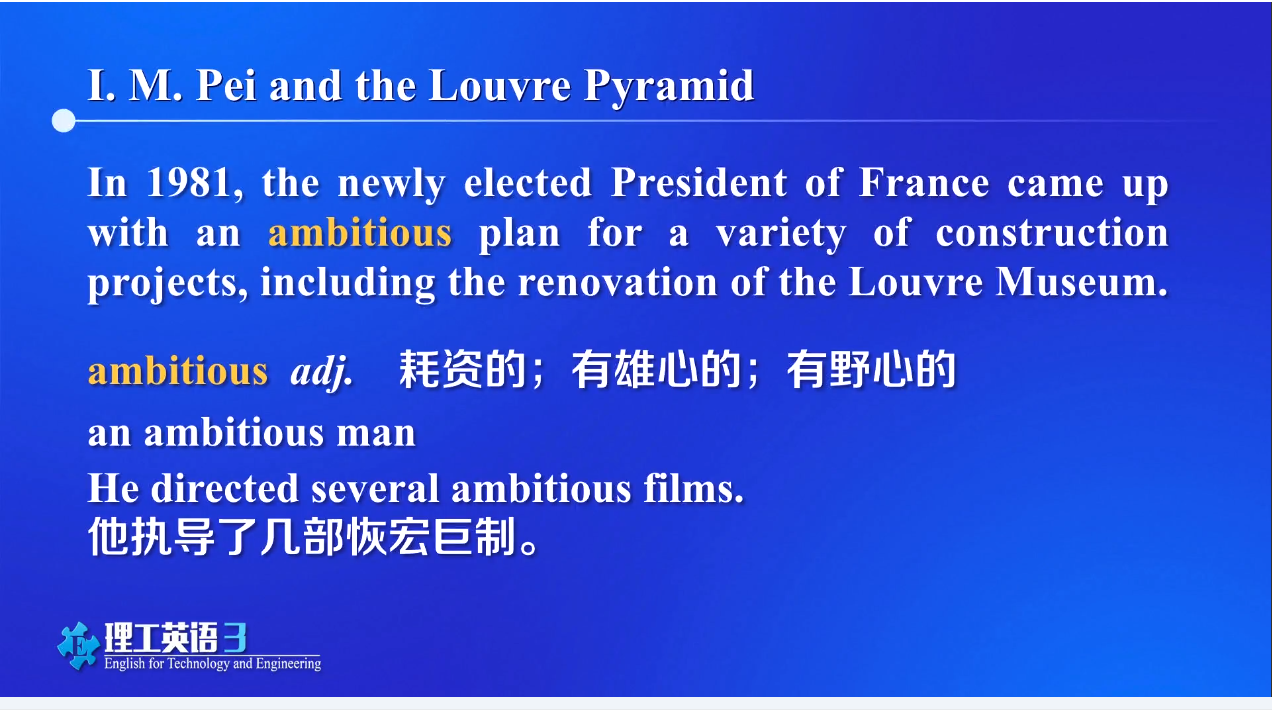 I. M. Pei and the Louvre Pyramid
In 1981, the newly elected President of France came up
with an ambitious plan for a variety of construction
projects, including the renovation of the Louvre Museum.
ambitious adj. 耗资的；有雄心的；有野心的
an ambitious man
He directed several ambitious films.
他执导了几部恢宏巨制。
E 理工英语3
English for Technology and Engineering